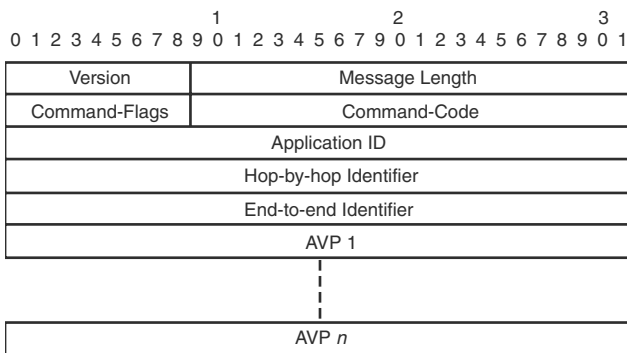 1 2 3
0 1 2 3 4 5 6 7 8 9 0 1 2 3 4 5 6 7 9 0 1 2 3 4 5 6 7 8 9 0 1
Version Message Length
Command-Flags Command-Code
Application ID
Hop-by-hop Identifier
End-to-end Identifier
AVP 1
AVP n